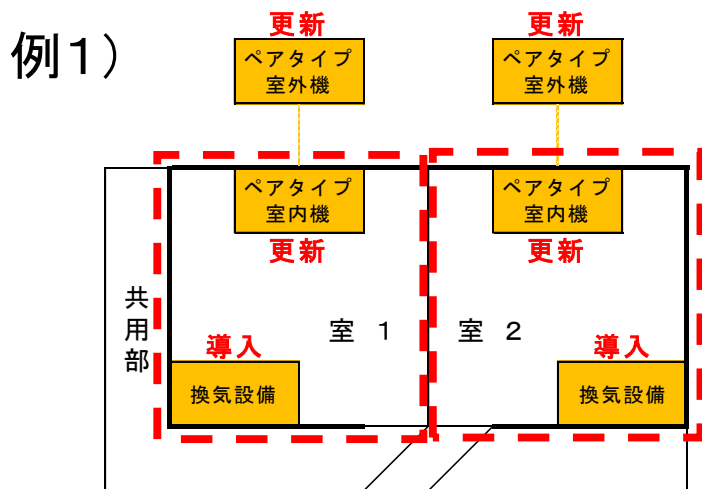 例1）
更新
ペアタイプ
室外機
更新
ペアタイプ
室外機
ペアタイプ
室内機
更新
ペアタイプ
室内機
更新
共用部
室 1
室 2
導入
換気設備
導入
換気設備